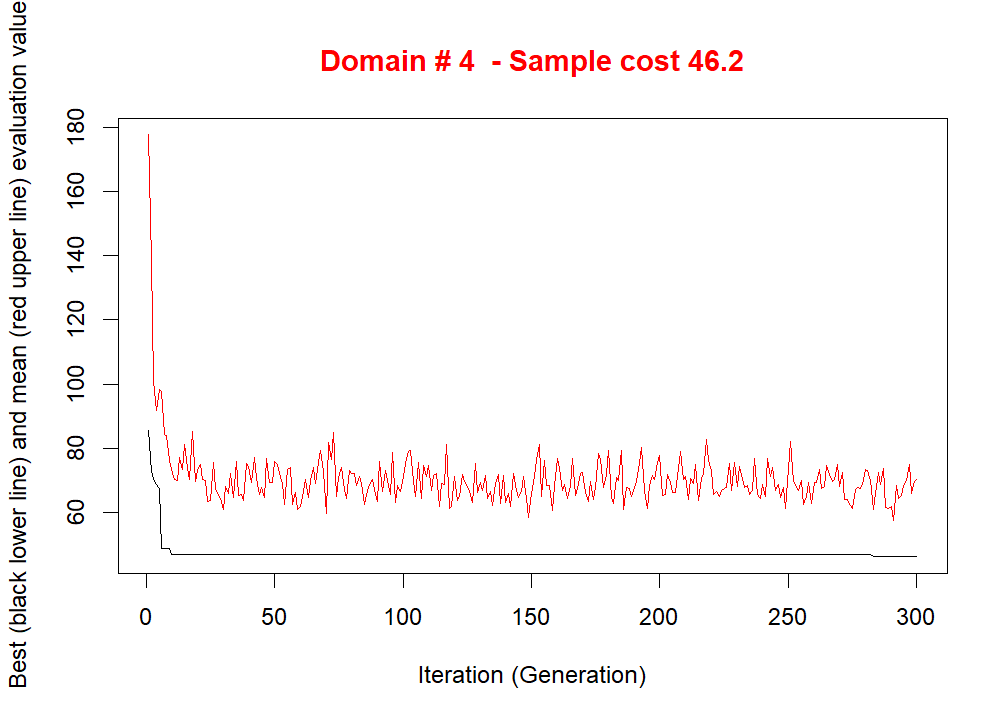 Domain # 4  - Sample cost 46.2
Best (black lower line) and mean (red upper line) evaluation value
180
160
140
120
100
80
60
0 50 100 150 200 250 300
Iteration (Generation)